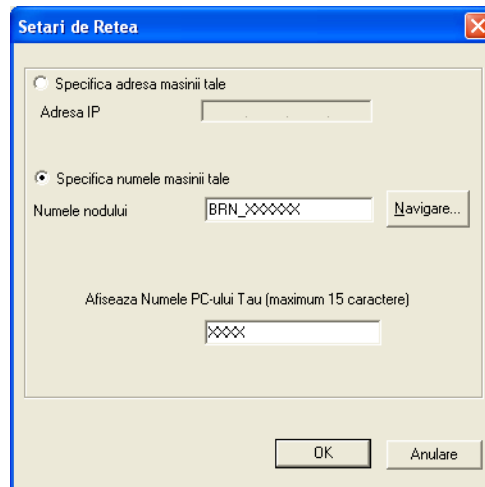 Setari de Retea
Specifica adresa masinii tale
Adresa IP . . .
Specifica numele masinii tale
Numele nodului BRN_XXXXXX Navigare...
Afiseaza Numele PC-ului Tau (maximum 15 caractere)
XXXX
OK Anulare